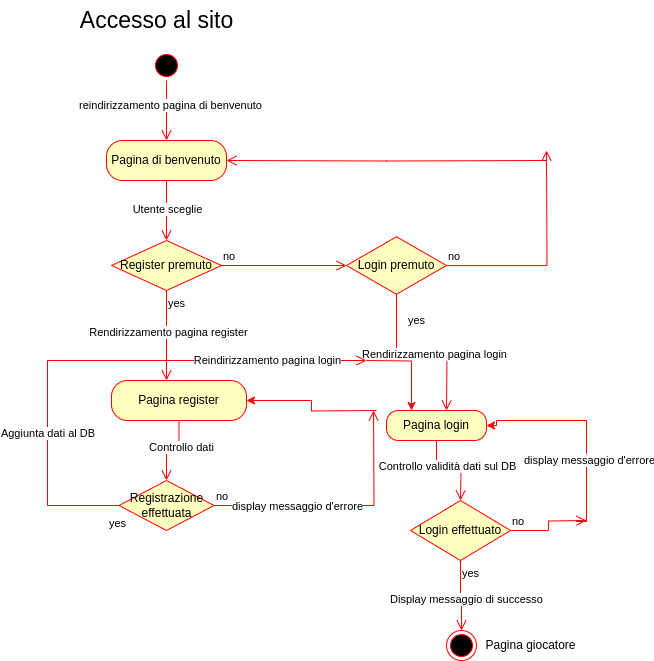 Accesso al sito
reindirizzamento pagina di benvenuto
Pagina di benvenuto
Utente sceglie
Register premuto
no
Login premuto
no
yes
yes
Rendirizzamento pagina register
Rendirizzamento pagina login
Reindirizzamento pagina login
Pagina register
Pagina login
Aggiunta dati al DB
Controllo dati
Controllo validità dati sul DB
display messaggio d'errore
Registrazione
effettuata
no
display messaggio d'errore
yes
Login effettuato
no
yes
Display messaggio di successo
Pagina giocatore